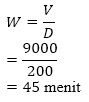 W = V/D
= 9000/200
= 45 menit